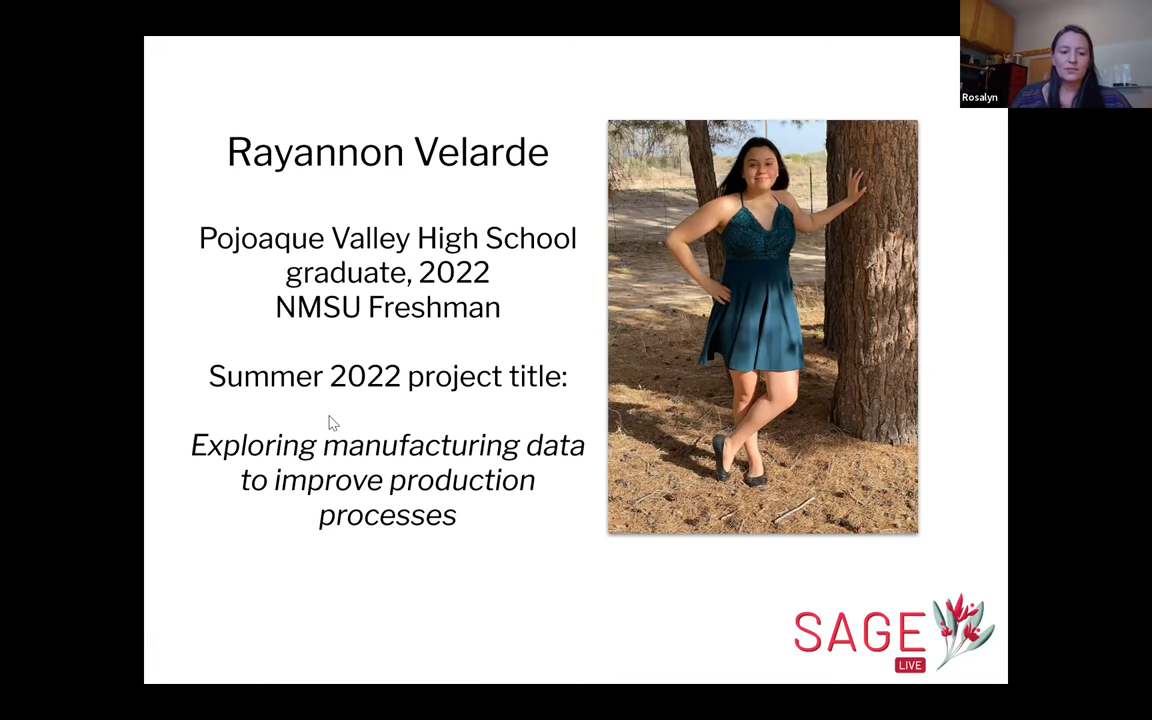 Rosalyn
Rayannon Velarde
Pojoaque Valley High School
graduate, 2022
NMSU Freshman
Summer 2022 project title:
Exploring manufacturing data
to improve production
processes
SAGE
LIVE